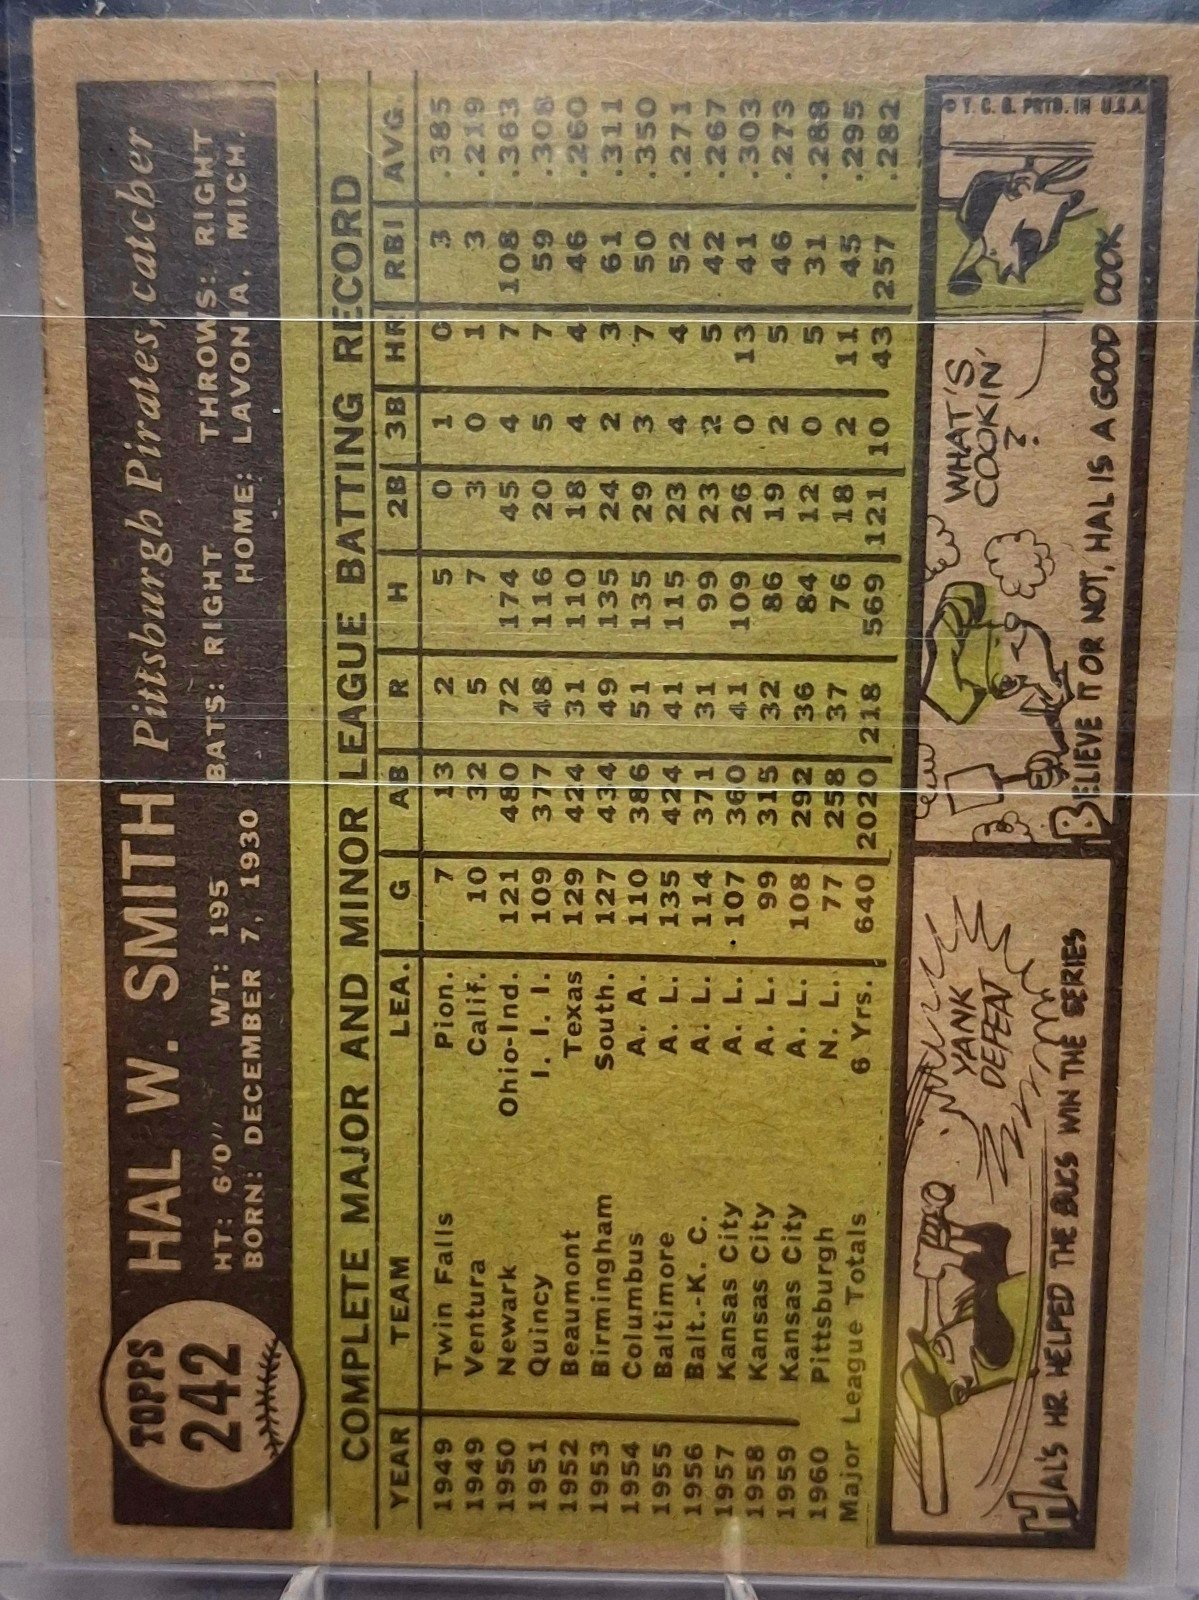 TOPPS
242
HAL W. SMITH Pittsburgh Pirates, catcher
HT: 6'0" WT: 195 BATS: RIGHT THROWS: RIGHT
BORN: DECEMBER 7, 1930 HOME: LAVONIA, MICH.
COMPLETE MAJOR AND MINOR LEAGUE BATTING RECORD
YEAR TEAM LEA. G AB R H 2B 3B HR RBI AVG.
1949 Twin Falls Pion. 7 13 2 5 0 1 0 3 .385
1949 Ventura Calif. 10 32 5 7 3 0 1 3 .219
1950 Newark Ohio-Ind. 121 480 72 174 45 4 7 108 .363
1951 Quincy I. I. I. 109 377 48 116 20 5 7 59 .308
1952 Beaumont Texas 129 424 31 110 18 4 4 46 .260
1953 Birmingham South. 127 434 49 135 24 2 3 61 .311
1954 Columbus A. A. 110 386 51 135 29 3 7 50 .350
1955 Baltimore A. L. 135 424 41 115 23 4 4 52 .271
1956 Balt.-K. C. A. L. 114 371 31 99 23 2 5 42 .267
1957 Kansas City A. L. 107 360 41 109 26 0 13 41 .303
1958 Kansas City A. L. 99 315 32 86 19 2 5 46 .273
1959 Kansas City A. L. 108 292 36 84 12 0 5 31 .288
1960 Pittsburgh N. L. 77 258 37 76 18 2 11 45 .295
Major League Totals 6 Yrs. 640 2020 218 569 121 10 43 257 .282
YANK
DEFEAT
HAL'S HR HELPED THE BUCS WIN THE SERIES
WHAT'S
COOKIN'
?
BELIEVE IT OR NOT, HAL IS A GOOD COOK
© T. C. G. PRTD. IN U.S.A.